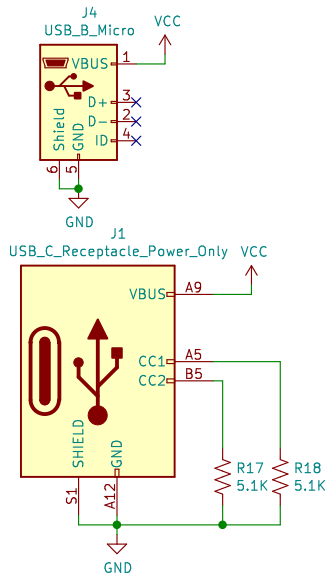 J4
USB_B_Micro
VCC
VBUS 1
D+ 3
D- 2
ID 4
Shield
GND
6
5
GND
J1
USB_C_Receptacle_Power_Only
VCC
VBUS A9
CC1 A5
CC2 B5
SHIELD
GND
S1
A12
R17
5.1K
R18
5.1K
GND